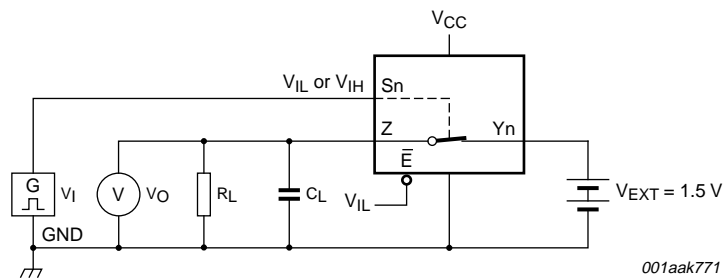 VCC
VIL or VIH
Sn
Z
Yn
E
G
VI
V
VO
RL
CL
VIL
VEXT = 1.5 V
GND
001aak771